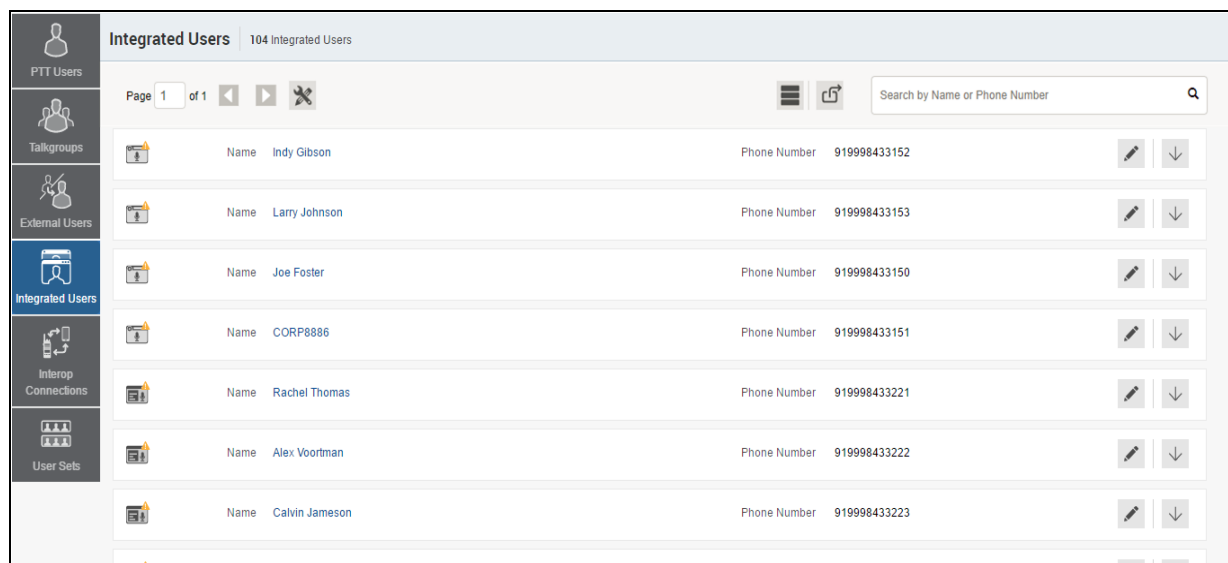 PTT Users
Talkgroups
External Users
Integrated Users
Interop
Connections
User Sets
Integrated Users 104 Integrated Users
Page 1 of 1 Search by Name or Phone Number
Name Indy Gibson Phone Number 919998433152
Name Larry Johnson Phone Number 919998433153
Name Joe Foster Phone Number 919998433150
Name CORP8886 Phone Number 919998433151
Name Rachel Thomas Phone Number 919998433221
Name Alex Voortman Phone Number 919998433222
Name Calvin Jameson Phone Number 919998433223